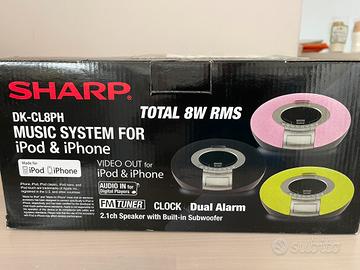 SHARP®
DK-CL8PH
MUSIC SYSTEM FOR
iPod & iPhone
TOTAL 8W RMS
Made for
iPod iPhone
VIDEO OUT for
iPod & iPhone
AUDIO IN for
Digital Players
FM TUNER CLOCK Dual Alarm
2.1ch Speaker with Built-in Subwoofer
subito